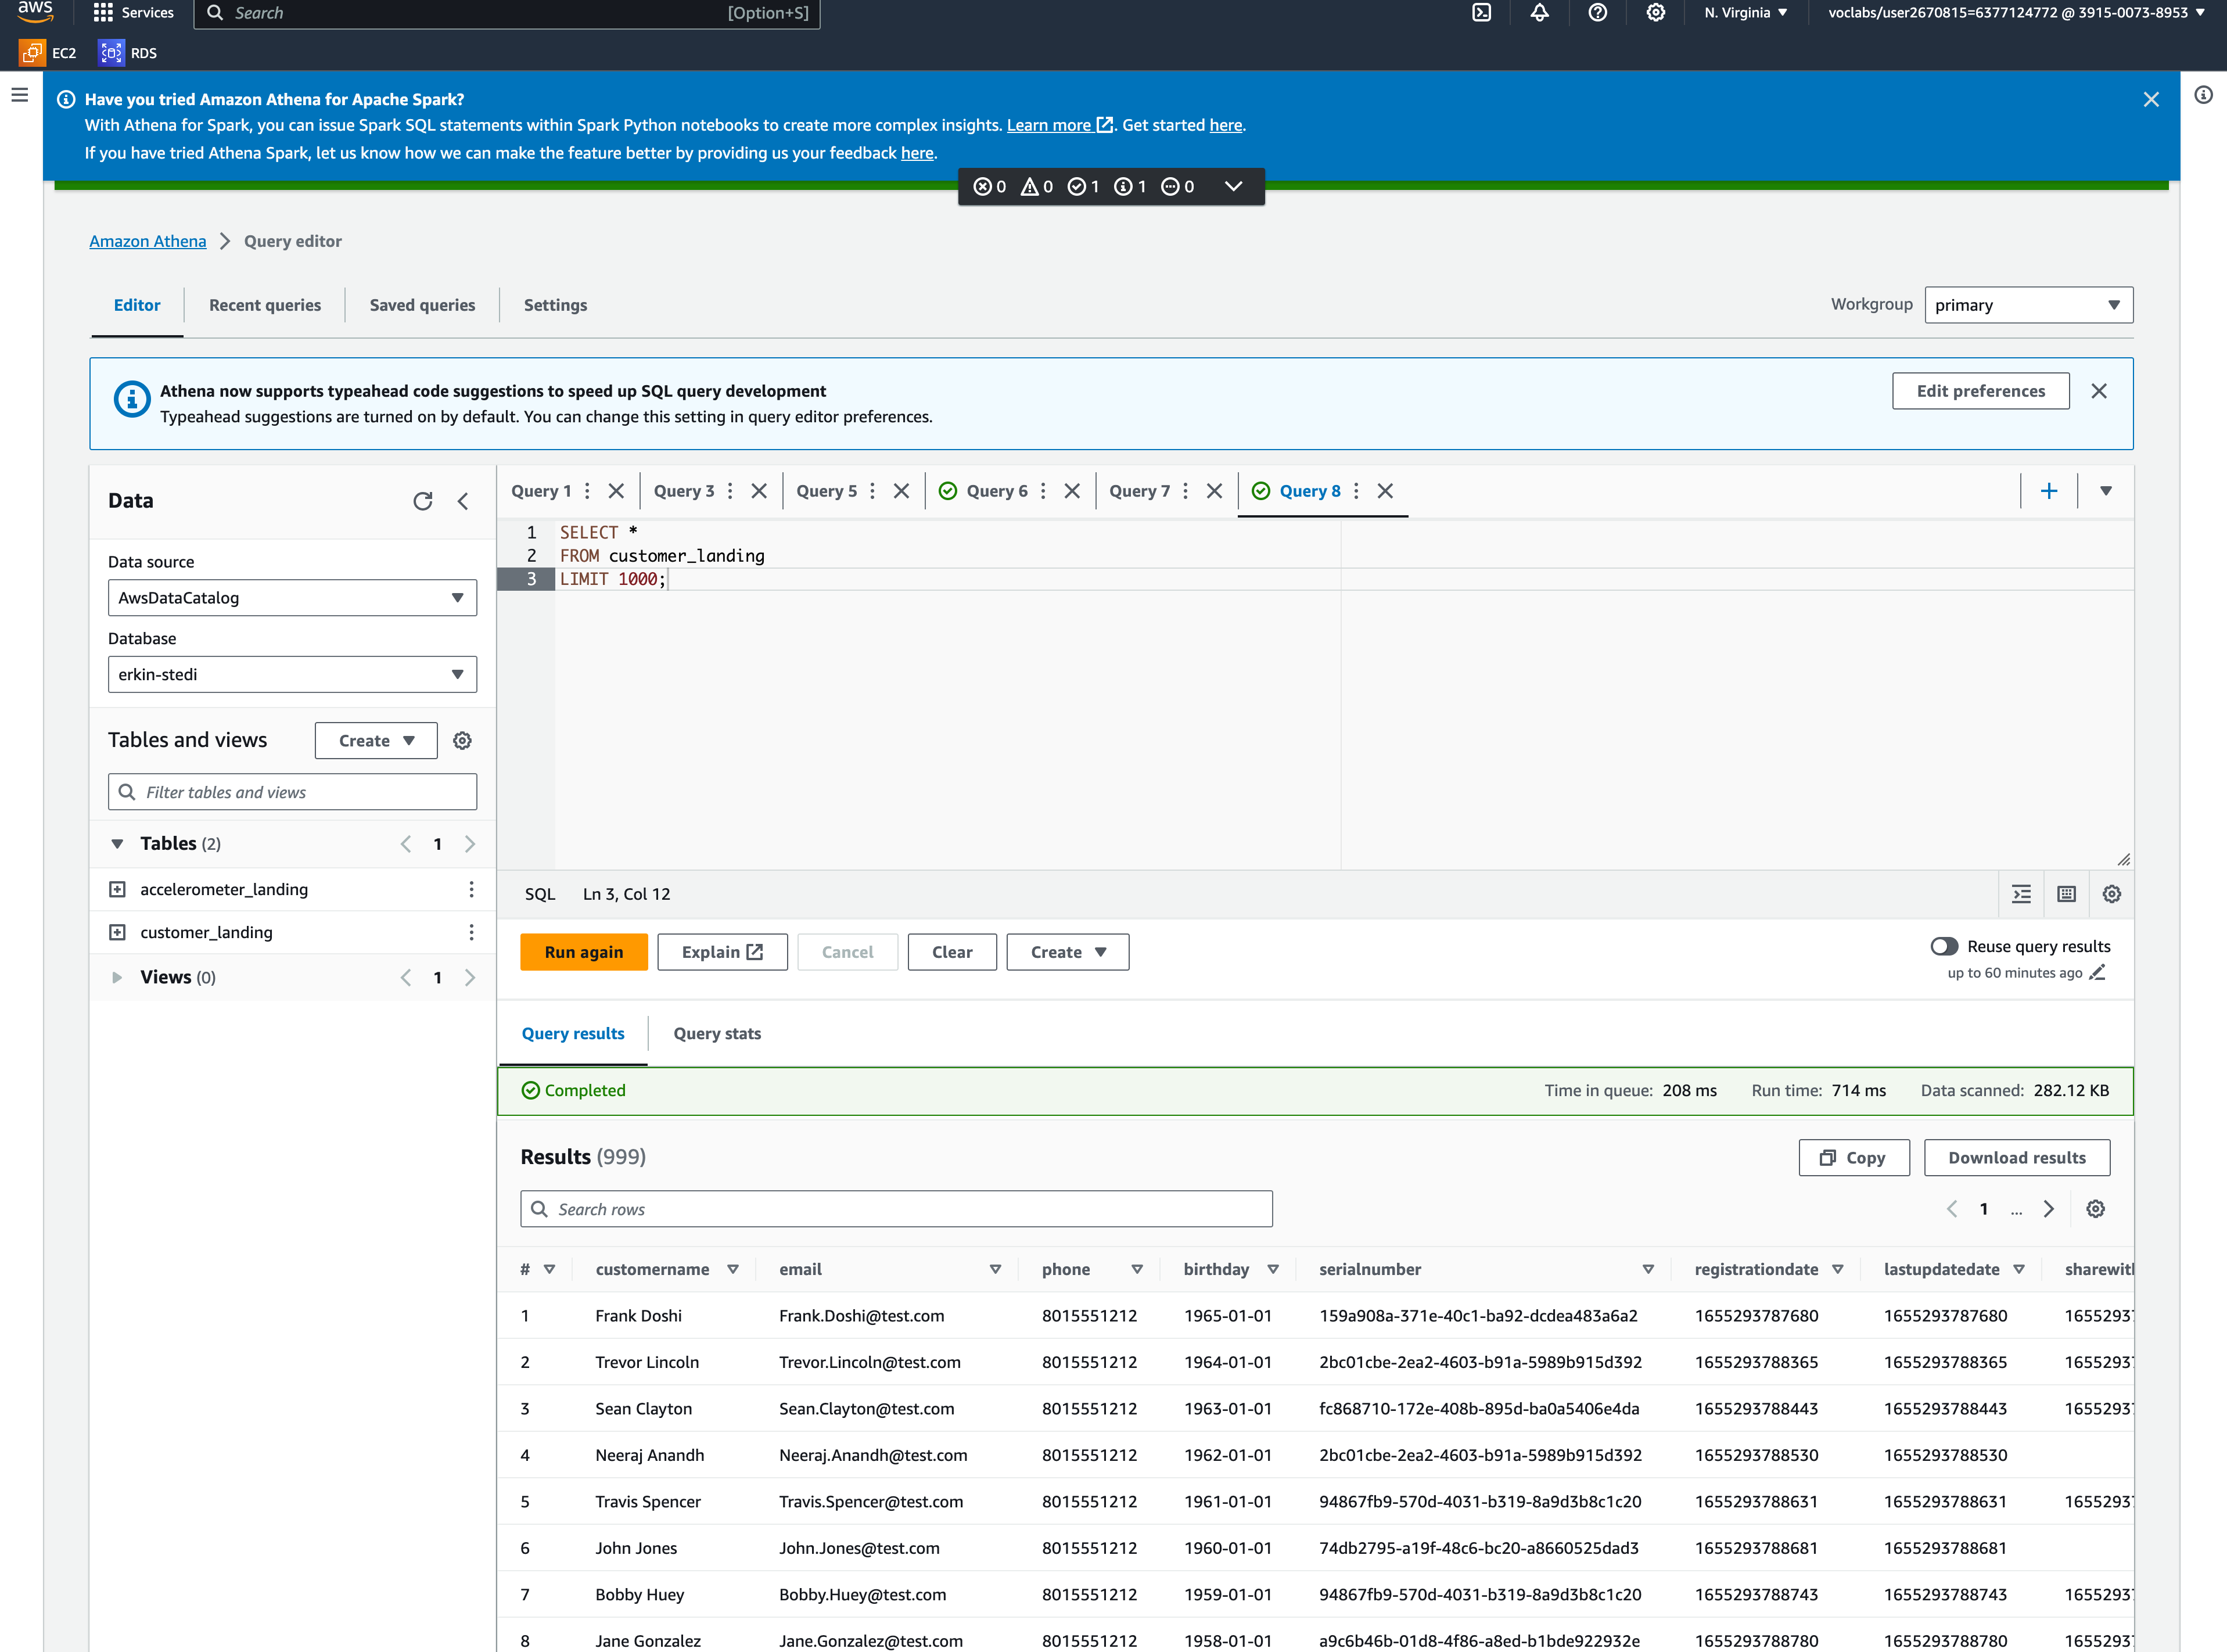 aws
Services
Search
[Option+S]
N. Virginia
voclabs/user2670815=6377124772 @ 3915-0073-8953
EC2
RDS
Have you tried Amazon Athena for Apache Spark?
With Athena for Spark, you can issue Spark SQL statements within Spark Python notebooks to create more complex insights. Learn more. Get started here.
If you have tried Athena Spark, let us know how we can make the feature better by providing us your feedback here.
0 0 1 1 0
Amazon Athena > Query editor
Editor
Recent queries
Saved queries
Settings
Workgroup
primary
Athena now supports typeahead code suggestions to speed up SQL query development
Typeahead suggestions are turned on by default. You can change this setting in query editor preferences.
Edit preferences
Data
Data source
AwsDataCatalog
Database
erkin-stedi
Tables and views
Create
Filter tables and views
Tables (2)
1
accelerometer_landing
customer_landing
Views (0)
1
Query 1
Query 3
Query 5
Query 6
Query 7
Query 8
1 SELECT *
2 FROM customer_landing
3 LIMIT 1000;
SQL Ln 3, Col 12
Run again
Explain
Cancel
Clear
Create
Reuse query results
up to 60 minutes ago
Query results
Query stats
Completed
Time in queue: 208 ms Run time: 714 ms Data scanned: 282.12 KB
Results (999)
Copy
Download results
Search rows
1 ...
# customername email phone birthday serialnumber registrationdate lastupdatedate sharewith
1 Frank Doshi Frank.Doshi@test.com 8015551212 1965-01-01 159a908a-371e-40c1-ba92-dcdea483a6a2 1655293787680 1655293787680 1655293
2 Trevor Lincoln Trevor.Lincoln@test.com 8015551212 1964-01-01 2bc01cbe-2ea2-4603-b91a-5989b915d392 1655293788365 1655293788365 1655293
3 Sean Clayton Sean.Clayton@test.com 8015551212 1963-01-01 fc868710-172e-408b-895d-ba0a5406e4da 1655293788443 1655293788443 1655293
4 Neeraj Anandh Neeraj.Anandh@test.com 8015551212 1962-01-01 2bc01cbe-2ea2-4603-b91a-5989b915d392 1655293788530 1655293788530
5 Travis Spencer Travis.Spencer@test.com 8015551212 1961-01-01 94867fb9-570d-4031-b319-8a9d3b8c1c20 1655293788631 1655293788631 1655293
6 John Jones John.Jones@test.com 8015551212 1960-01-01 74db2795-a19f-48c6-bc20-a8660525dad3 1655293788681 1655293788681
7 Bobby Huey Bobby.Huey@test.com 8015551212 1959-01-01 94867fb9-570d-4031-b319-8a9d3b8c1c20 1655293788743 1655293788743 1655293
8 Jane Gonzalez Jane.Gonzalez@test.com 8015551212 1958-01-01 a9c6b46b-01d8-4f86-a8ed-b1bde922932e 1655293788780 1655293788780 1655293